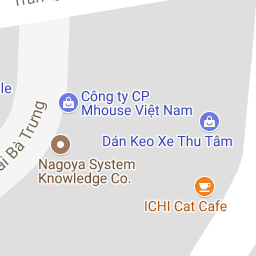 Công ty CP
Mhouse Việt Nam
Dán Keo Xe Thu Tâm
Bà Trưng
Nagoya System
Knowledge Co.
ICHI Cat Cafe